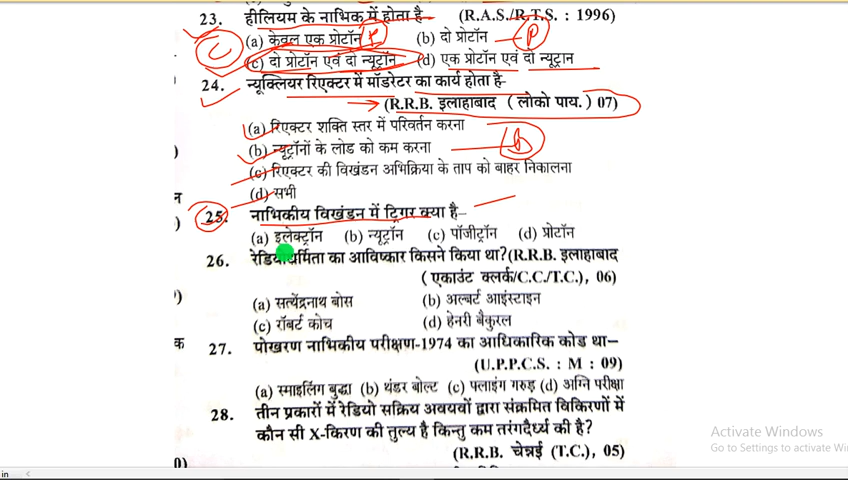 23. हीलियम के नाभिक में होता है- (R.A.S./R.T.S. : 1996)
(a) केवल एक प्रोटॉन (b) दो प्रोटॉन P
C (c) दो प्रोटॉन एवं दो न्यूट्रॉन (d) एक प्रोटॉन एवं दो न्यूट्रान
24. न्यूक्लियर रिएक्टर में मॉडरेटर का कार्य होता है-
(R.R.B. इलाहाबाद ( लोको पाय. ) 07)
(a) रिएक्टर शक्ति स्तर में परिवर्तन करना
) (b) न्यूट्रॉनों के लोड को कम करना b
(c) रिएक्टर की विखंडन अभिक्रिया के ताप को बाहर निकालना
न (d) सभी
) 25. नाभिकीय विखंडन में ट्रिगर क्या है–
(a) इलेक्ट्रॉन (b) न्यूट्रॉन (c) पॉजीट्रॉन (d) प्रोटॉन
26. रेडियोधर्मिता का आविष्कार किसने किया था? (R.R.B. इलाहाबाद
( एकाउंट क्लर्क/C.C./T.C.), 06)
) (a) सत्येंद्रनाथ बोस (b) अल्बर्ट आइंस्टाइन
(c) रॉबर्ट कोच (d) हेनरी बैकुरल
क 27. पोखरण नाभिकीय परीक्षण-1974 का आधिकारिक कोड था–
(U.P.P.C.S. : M : 09)
(a) स्माइलिंग बुद्धा (b) थंडर बोल्ट (c) फ्लाइंग गरुड़ (d) अग्नि परीक्षा
28. तीन प्रकारों में रेडियो सक्रिय अवयवों द्वारा संक्रमित विकिरणों में
कौन सी X-किरण की तुल्य है किन्तु कम तरंगदैर्ध्य की है?
(R.R.B. चेन्नई (T.C.), 05)
Activate Windows
Go to Settings to activate Wi
in